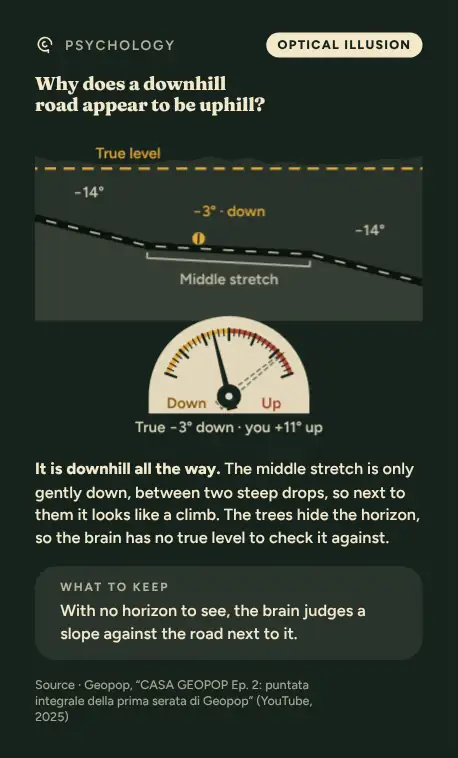 PSYCHOLOGY
OPTICAL ILLUSION
Why does a downhill
road appear to be uphill?
True level
−14°
−3° · down
−14°
Middle stretch
Down
Up
True −3° down · you +11° up
It is downhill all the way. The middle stretch is only
gently down, between two steep drops, so next to
them it looks like a climb. The trees hide the horizon,
so the brain has no true level to check it against.
WHAT TO KEEP
With no horizon to see, the brain judges a
slope against the road next to it.
Source · Geopop, “CASA GEOPOP Ep. 2: puntata
integrale della prima serata di Geopop” (YouTube,
2025)